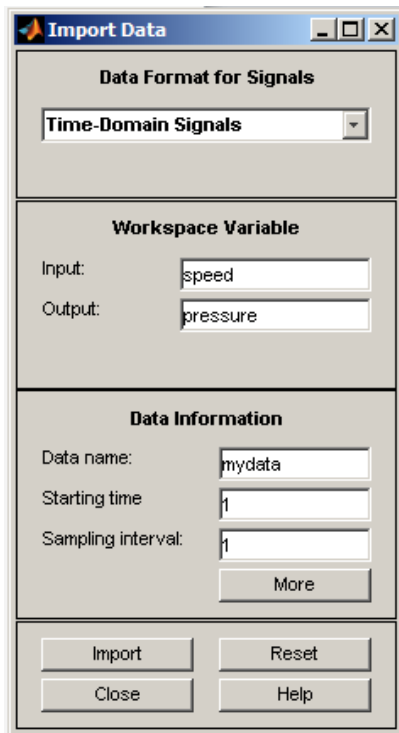 Import Data
Data Format for Signals
Time-Domain Signals
Workspace Variable
Input: speed
Output: pressure
Data Information
Data name: mydata
Starting time 1
Sampling interval: 1
More
Import Reset
Close Help